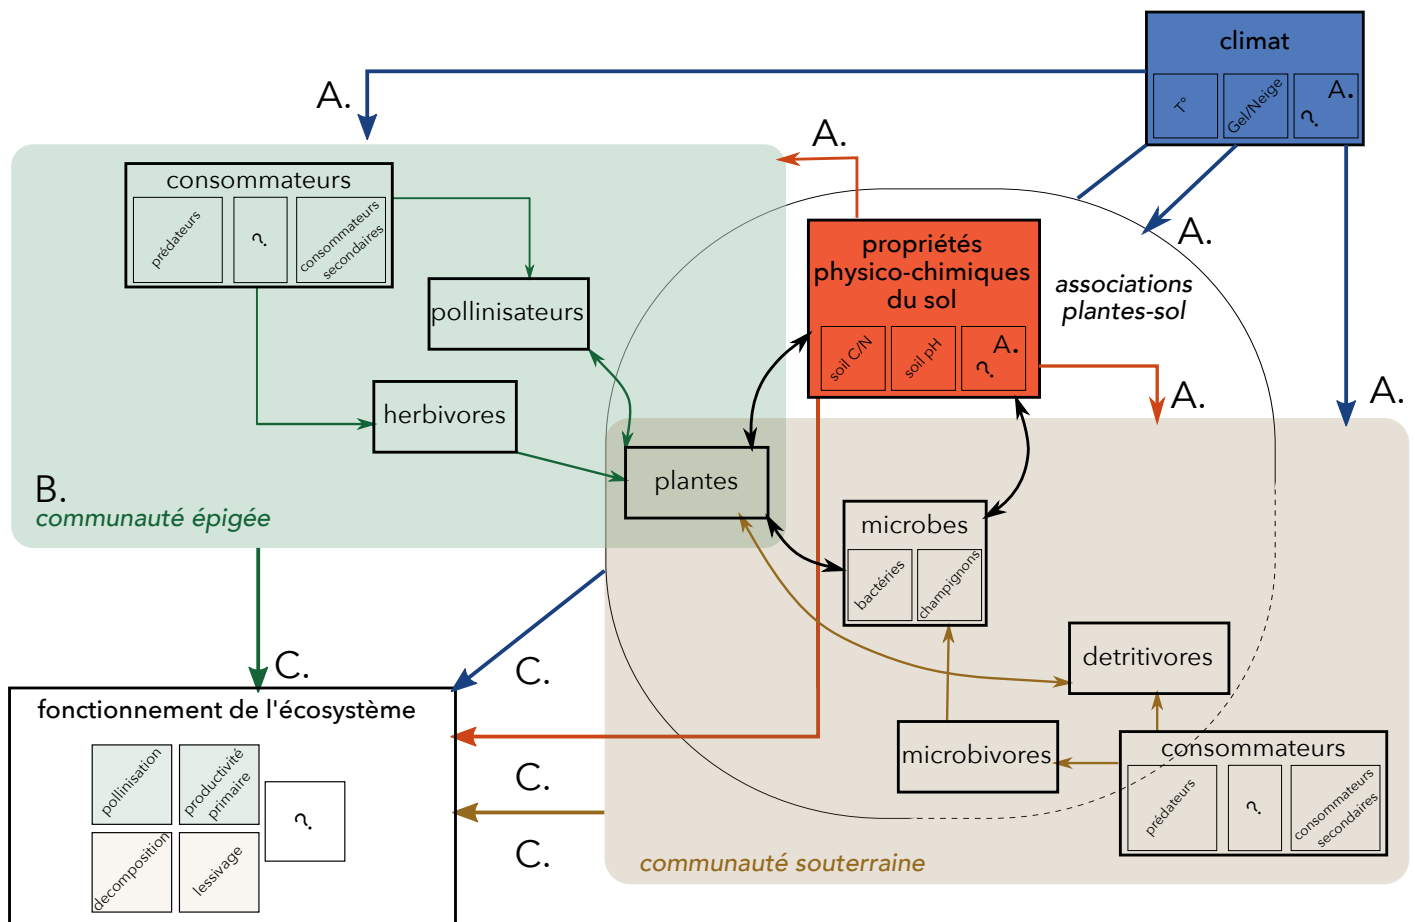 climat
T°
Gel/Neige
A.
?
A.
A.
consommateurs
prédateurs
?
consommateurs
secondaires
pollinisateurs
herbivores
B.
communauté épigée
propriétés
physico-chimiques
du sol
soil C/N
soil pH
A.
?
associations
plantes-sol
A.
A.
A.
plantes
microbes
bactéries
champignons
detritivores
microbivores
consommateurs
prédateurs
?
consommateurs
secondaires
communauté souterraine
C.
C.
C.
C.
fonctionnement de l'écosystème
pollinisation
productivité
primaire
?
decomposition
lessivage